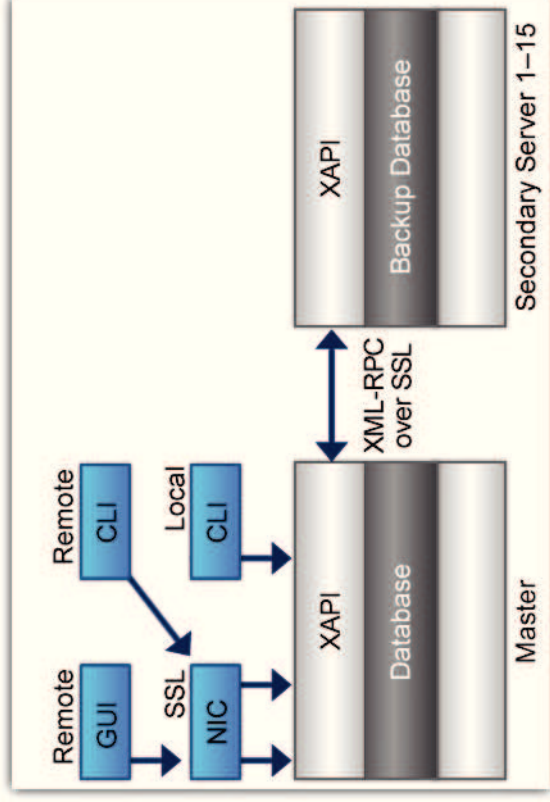 Remote
Remote
GUI
CLI
SSL
Local
NIC
CLI
XAPI
XML-RPC
over SSL
XAPI
Database
Backup Database
Master
Secondary Server 1–15